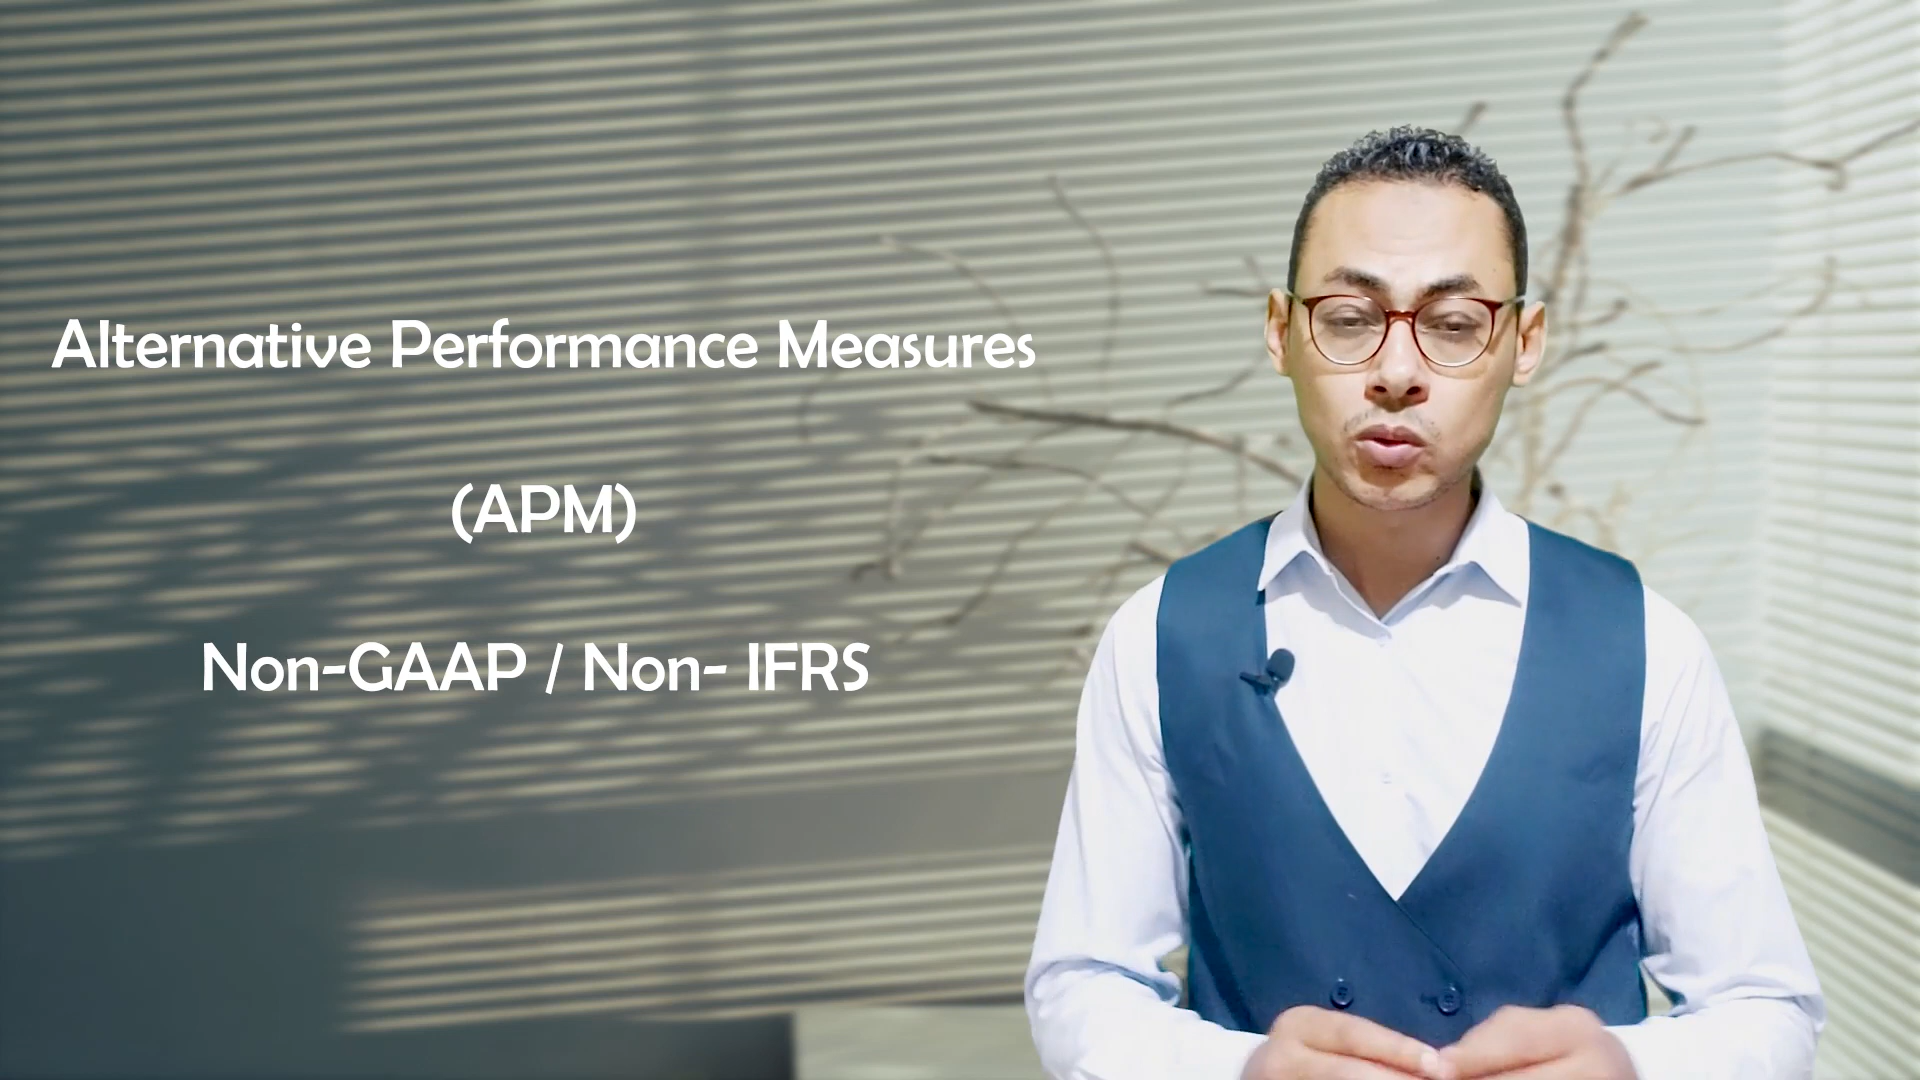 Alternative Performance Measures
(APM)
Non-GAAP / Non- IFRS